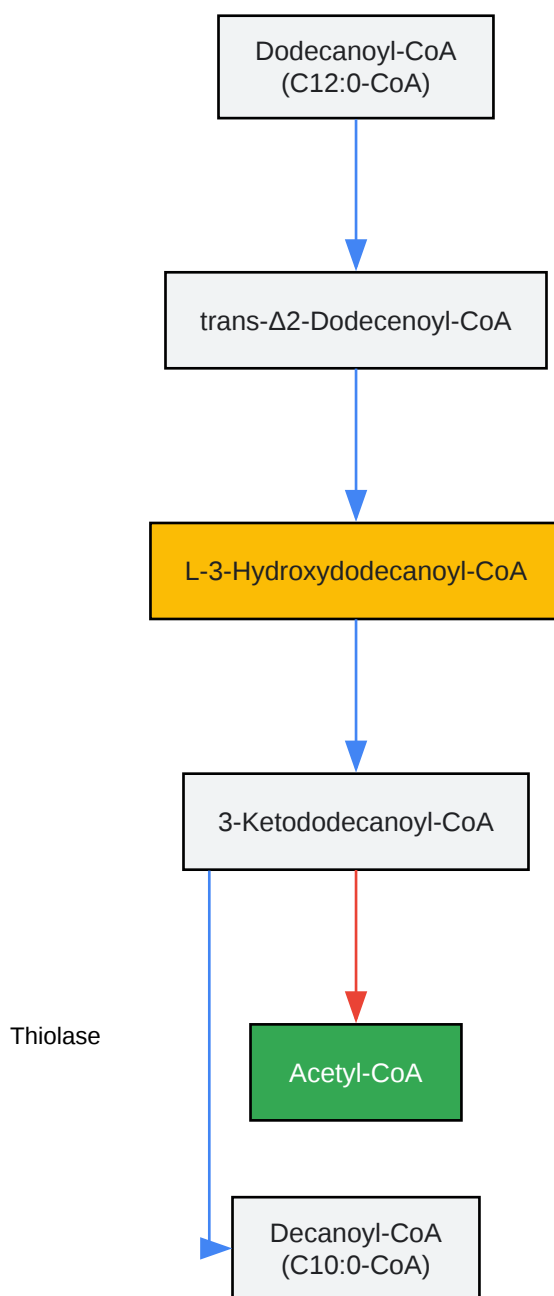 Dodecanoyl-CoA
(C12:0-CoA)
trans-Δ2-Dodecenoyl-CoA
L-3-Hydroxydodecanoyl-CoA
3-Ketododecanoyl-CoA
Thiolase
Acetyl-CoA
Decanoyl-CoA
(C10:0-CoA)